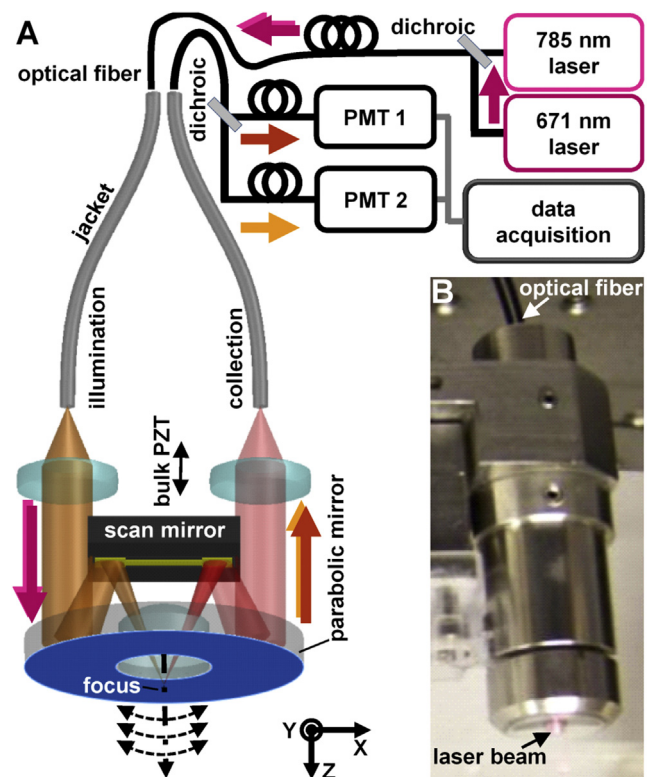 A
optical fiber
dichroic
785 nm
laser
671 nm
laser
dichroic
PMT 1
PMT 2
data
acquisition
jacket
illumination
collection
bulk PZT
scan mirror
parabolic mirror
focus
Y
X
Z
B
optical fiber
laser beam